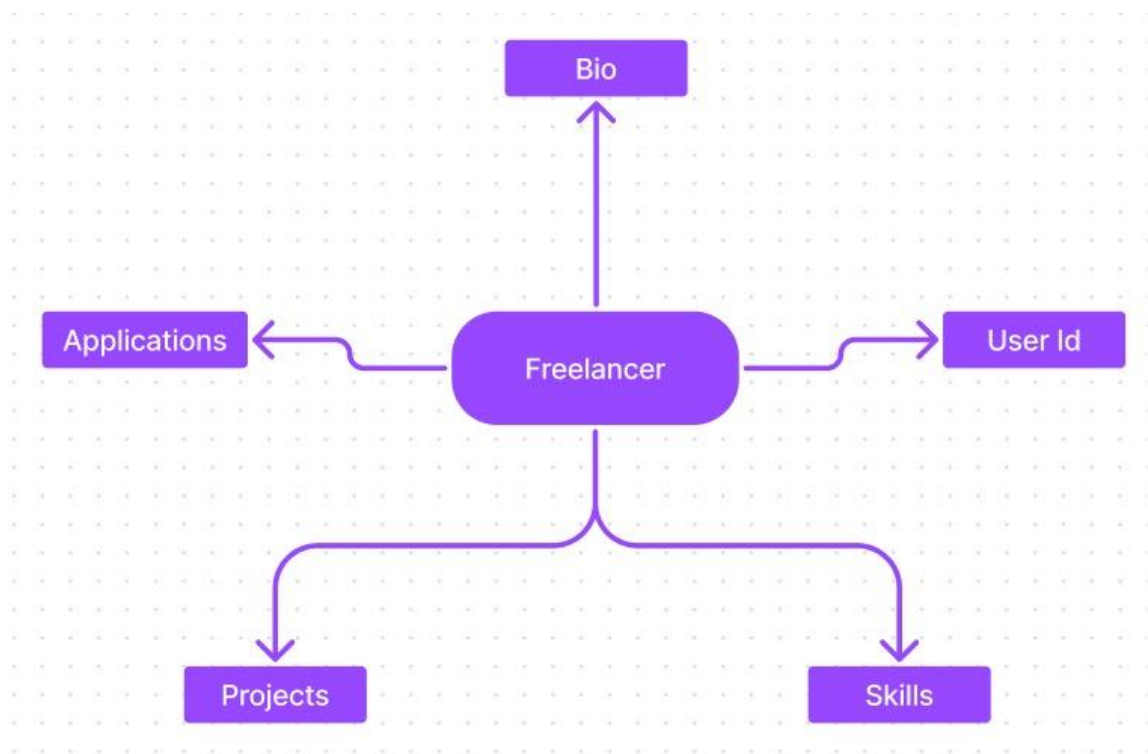 Bio
Applications
Freelancer
User Id
Projects
Skills